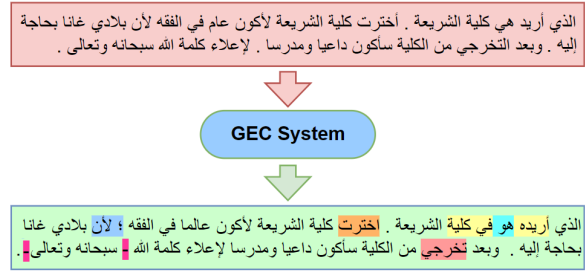 الذي أريد هي كلية الشريعة . أخترت كلية الشريعة لأكون عام في الفقه لأن بلادي غانا بحاجة
إليه . وبعد التخرجي من الكلية سأكون داعيا ومدرسا . لإعلاء كلمة الله سبحانه وتعالى .
GEC System
الذي أريده هو في كلية الشريعة . اخترت كلية الشريعة لأكون عالما في الفقه ؛ لأن بلادي غانا
بحاجة إليه . وبعد تخرجي من الكلية سأكون داعيا ومدرسا لإعلاء كلمة الله - سبحانه وتعالى- .